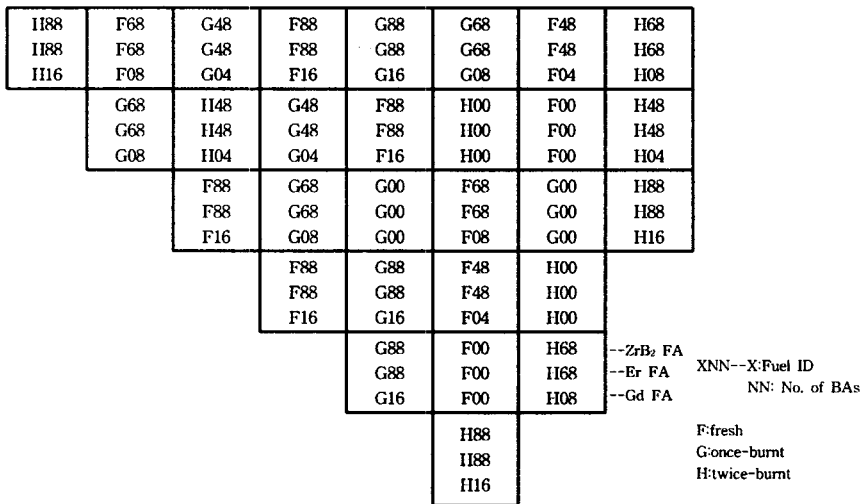 H88 F68 G48 F88 G88 G68 F48 H68
H88 F68 G48 F88 G88 G68 F48 H68
H16 F08 G04 F16 G16 G08 F04 H08
G68 H48 G48 F88 H00 F00 H48
G68 H48 G48 F88 H00 F00 H48
G08 H04 G04 F16 H00 F00 H04
F88 G68 G00 F68 G00 H88
F88 G68 G00 F68 G00 H88
F16 G08 G00 F08 G00 H16
F88 G88 F48 H00
F88 G88 F48 H00
F16 G16 F04 H00
G88 F00 H68 --ZrB₂ FA
G88 F00 H68 --Er FA XNN--X:Fuel ID
G16 F00 H08 --Gd FA NN: No. of BAs
H88 F:fresh
H88 G:once-burnt
H16 H:twice-burnt